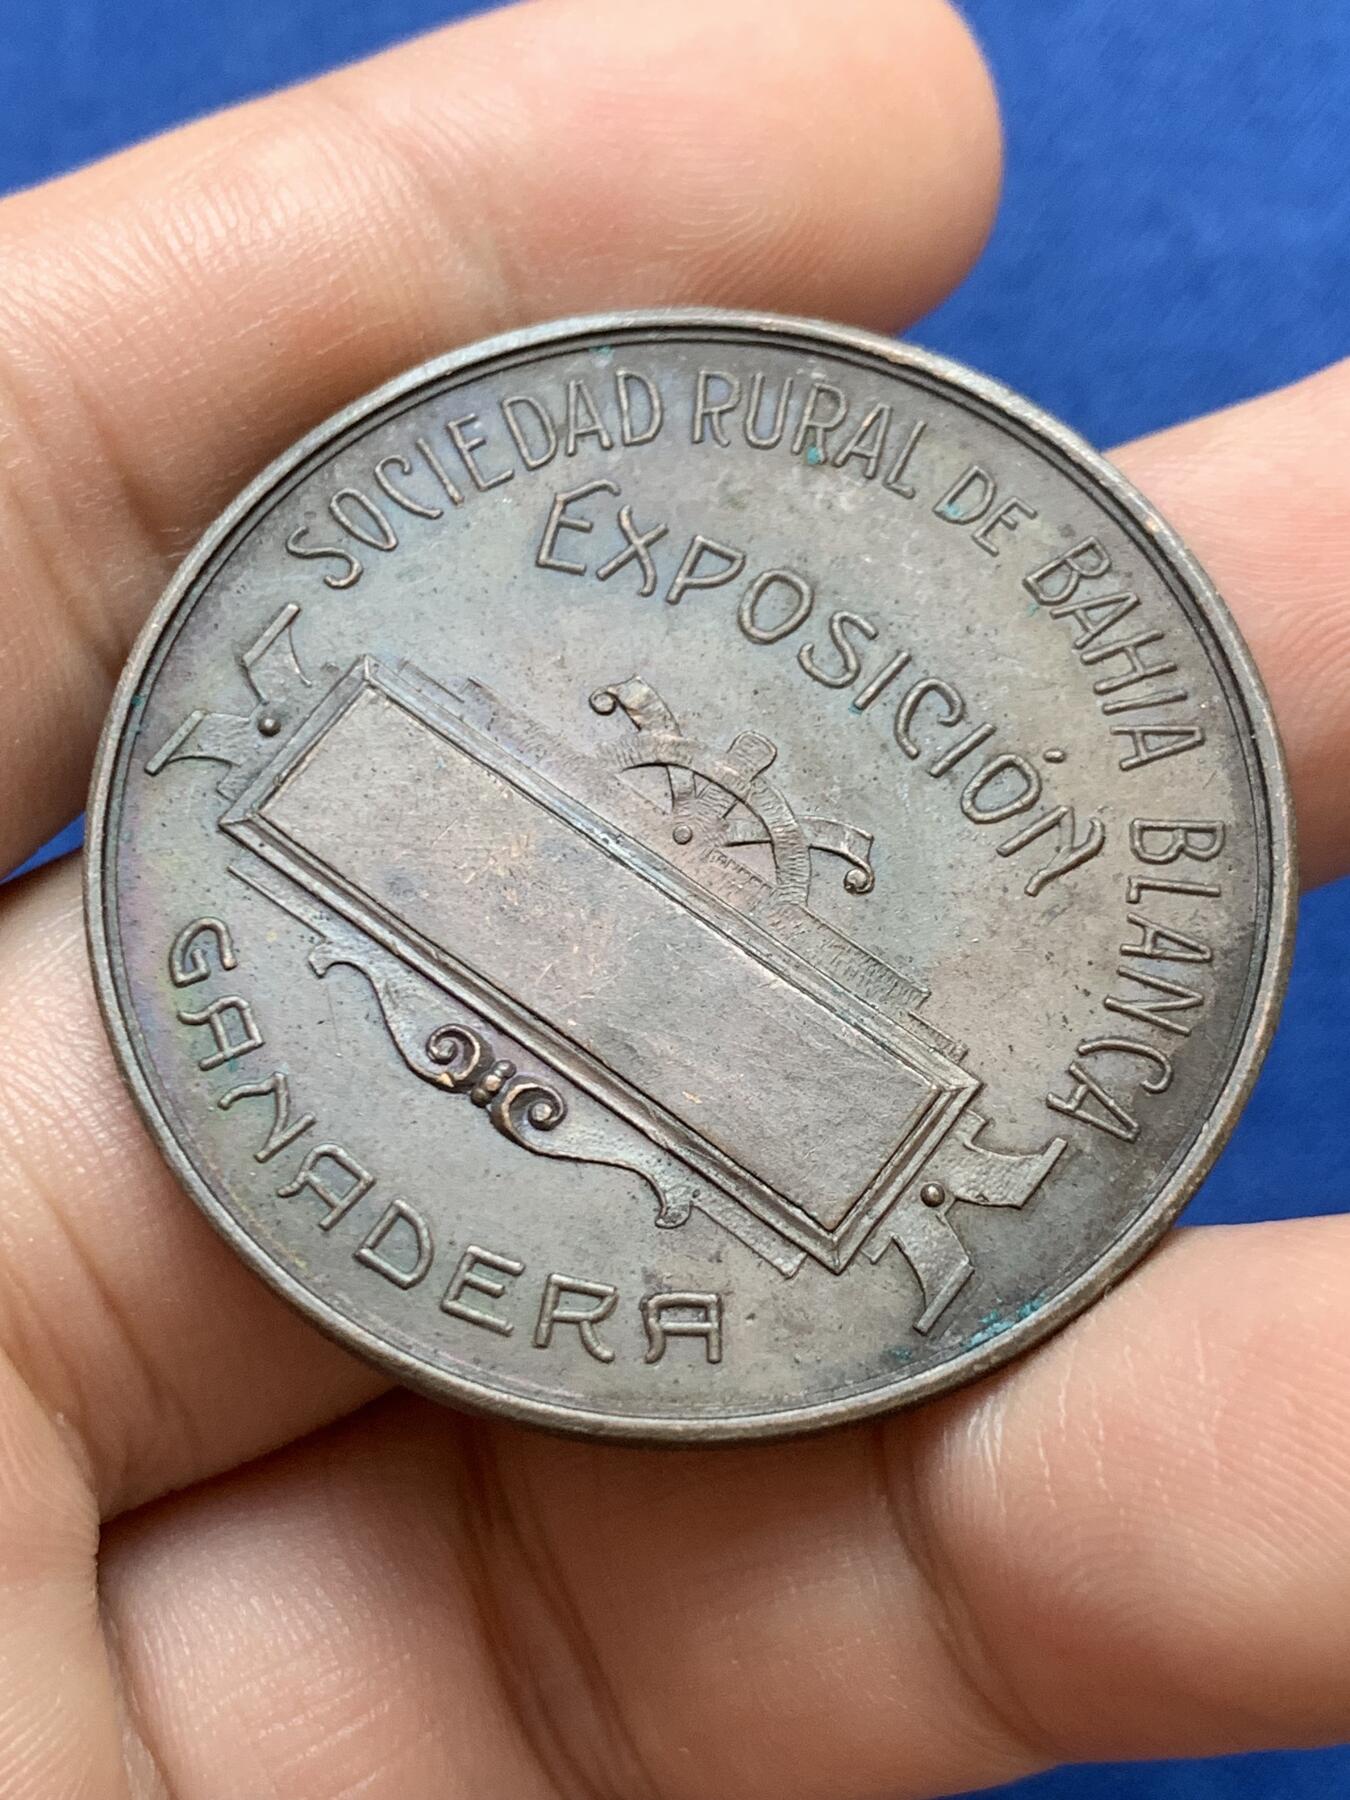 SOCIEDAD RURAL DE BAHIA BLANCA
EXPOSICIÓN
GANADERA